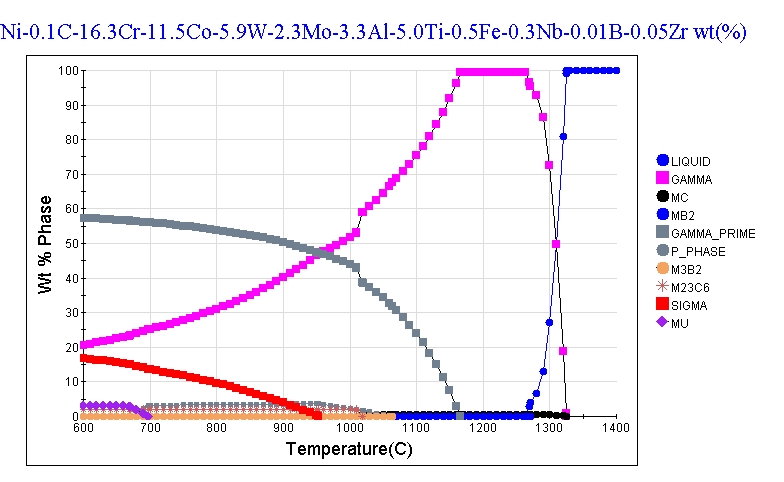 Ni-0.1C-16.3Cr-11.5Co-5.9W-2.3Mo-3.3Al-5.0Ti-0.5Fe-0.3Nb-0.01B-0.05Zr wt(%)
100
90
80
70
60
50
40
30
20
10
0
Wt % Phase
600 700 800 900 1000 1100 1200 1300 1400
Temperature(C)
LIQUID
GAMMA
MC
MB2
GAMMA_PRIME
P_PHASE
M3B2
M23C6
SIGMA
MU